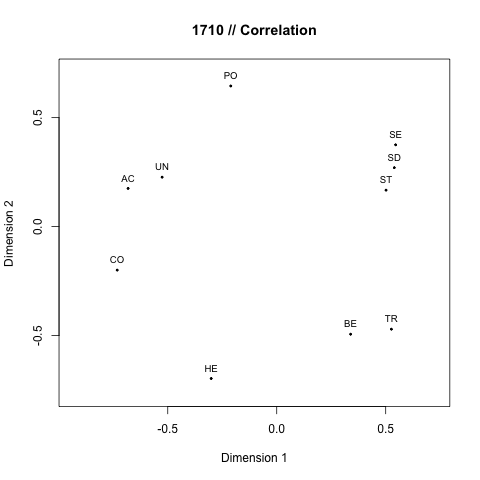 1710 // Correlation
PO
SE
SD
UN
ST
AC
CO
TR
BE
HE
0.5
0.0
-0.5
Dimension 2
-0.5
0.0
0.5
Dimension 1